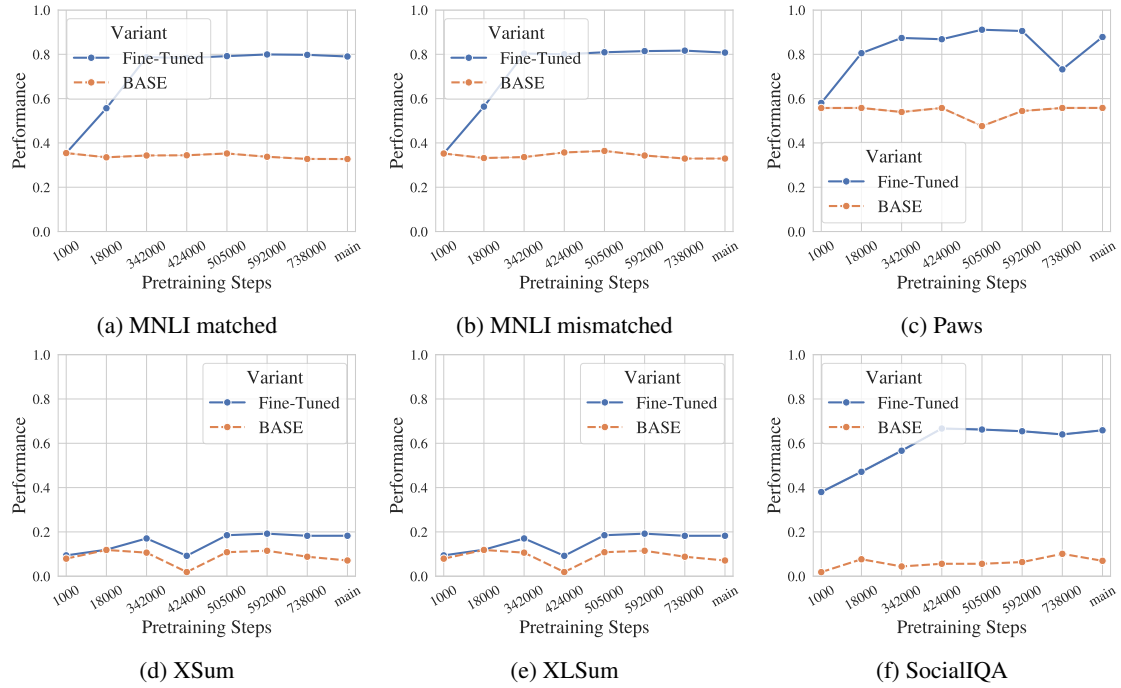 1.0
0.8
0.6
0.4
0.2
0.0
Performance
Variant
Fine-Tuned
BASE
1000
18000
342000
424000
505000
592000
738000
main
Pretraining Steps
(a) MNLI matched
1.0
0.8
0.6
0.4
0.2
0.0
Performance
Variant
Fine-Tuned
BASE
1000
18000
342000
424000
505000
592000
738000
main
Pretraining Steps
(b) MNLI mismatched
1.0
0.8
0.6
0.4
0.2
0.0
Performance
Variant
Fine-Tuned
BASE
1000
18000
342000
424000
505000
592000
738000
main
Pretraining Steps
(c) Paws
1.0
0.8
0.6
0.4
0.2
0.0
Performance
Variant
Fine-Tuned
BASE
1000
18000
342000
424000
505000
592000
738000
main
Pretraining Steps
(d) XSum
1.0
0.8
0.6
0.4
0.2
0.0
Performance
Variant
Fine-Tuned
BASE
1000
18000
342000
424000
505000
592000
738000
main
Pretraining Steps
(e) XLSum
1.0
0.8
0.6
0.4
0.2
0.0
Performance
Variant
Fine-Tuned
BASE
1000
18000
342000
424000
505000
592000
738000
main
Pretraining Steps
(f) SocialIQA